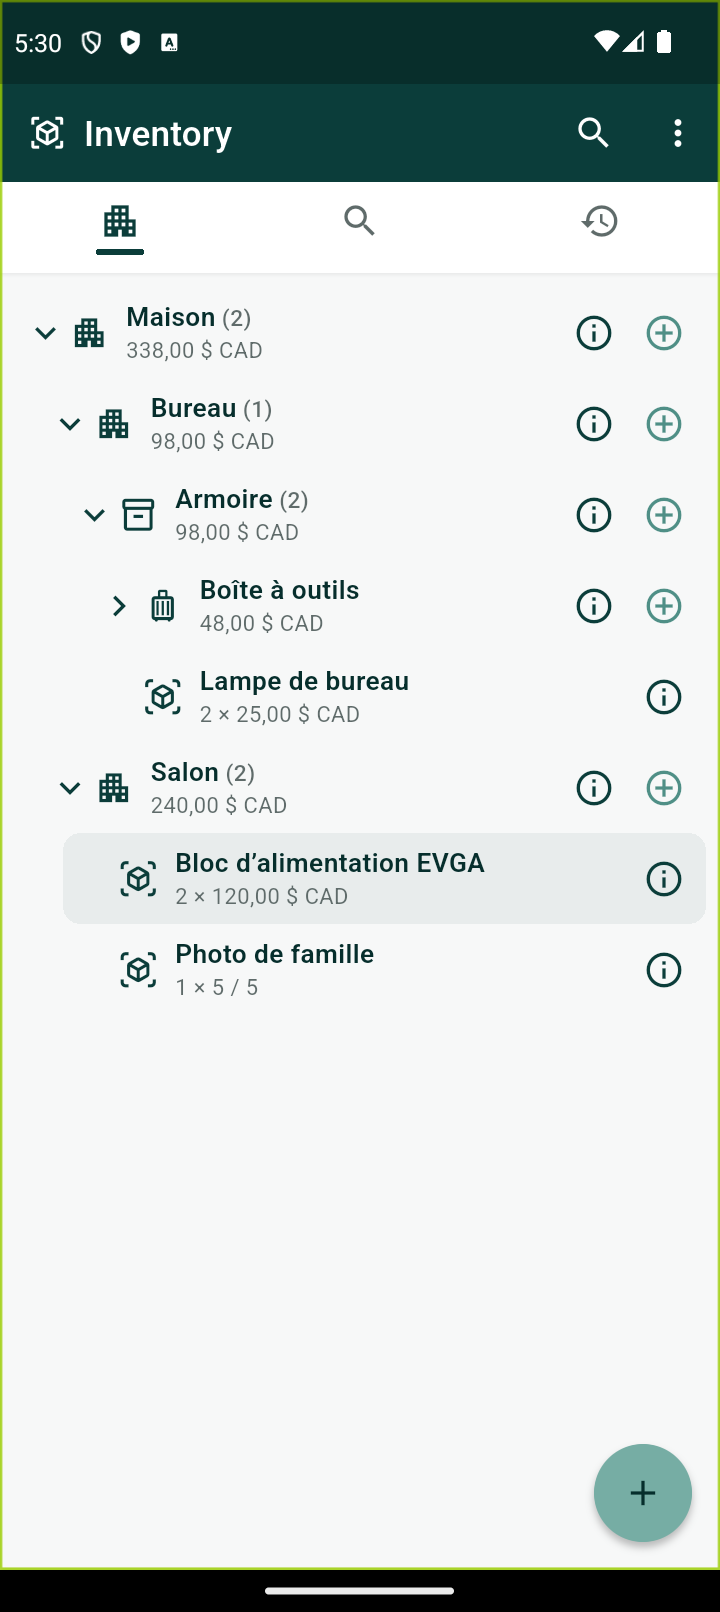 5:30
Inventory
Maison (2)
338,00 $ CAD
Bureau (1)
98,00 $ CAD
Armoire (2)
98,00 $ CAD
Boîte à outils
48,00 $ CAD
Lampe de bureau
2 × 25,00 $ CAD
Salon (2)
240,00 $ CAD
Bloc d’alimentation EVGA
2 × 120,00 $ CAD
Photo de famille
1 × 5 / 5